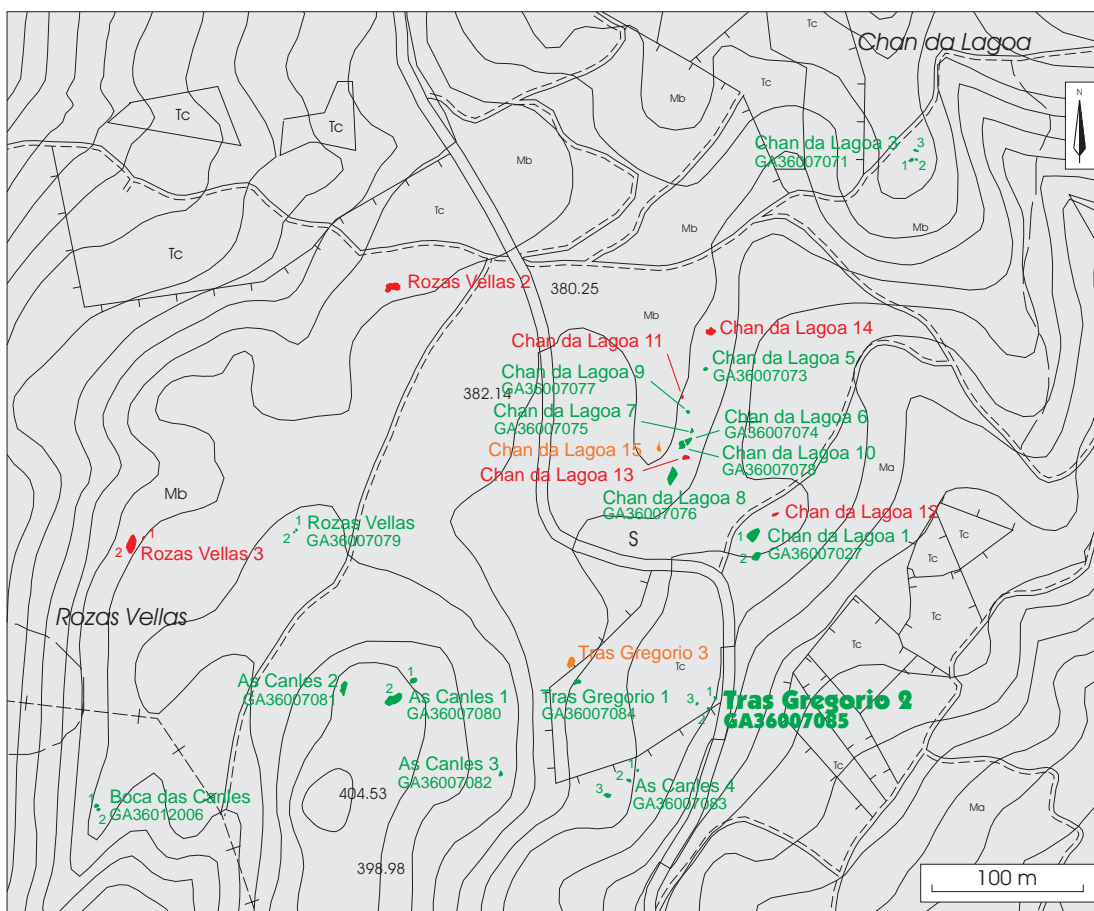 Chan da Lagoa
Tc
N
Tc
Tc
Mb
Tc
Mb
Chan da Lagoa 3
GA36007071
3
1 2
Tc
Tc
Mb
Rozas Vellas 2
380.25
Mb
Chan da Lagoa 14
Chan da Lagoa 11
Chan da Lagoa 5
GA36007073
Chan da Lagoa 9
GA36007077
382.14
Chan da Lagoa 7
GA36007075
Chan da Lagoa 6
GA36007074
Chan da Lagoa 15
Chan da Lagoa 10
GA36007078
Chan da Lagoa 13
Ma
Chan da Lagoa 8
GA36007076
Mb
Chan da Lagoa 12
1
2
Rozas Vellas
GA36007079
1
2
Rozas Vellas 3
S
1
2
Chan da Lagoa 1
GA36007027
Tc
Tc
Tc
Rozas Vellas
Tc
Tras Gregorio 3
Tc
As Canles 2
GA36007081
1
2
As Canles 1
GA36007080
Tras Gregorio 1
GA36007084
1
3
2
Tras Gregorio 2
GA36007085
Tc
As Canles 3
GA36007082
1
2
3
As Canles 4
GA36007083
1
2
Boca das Canles
GA36012006
404.53
Ma
398.98
100 m